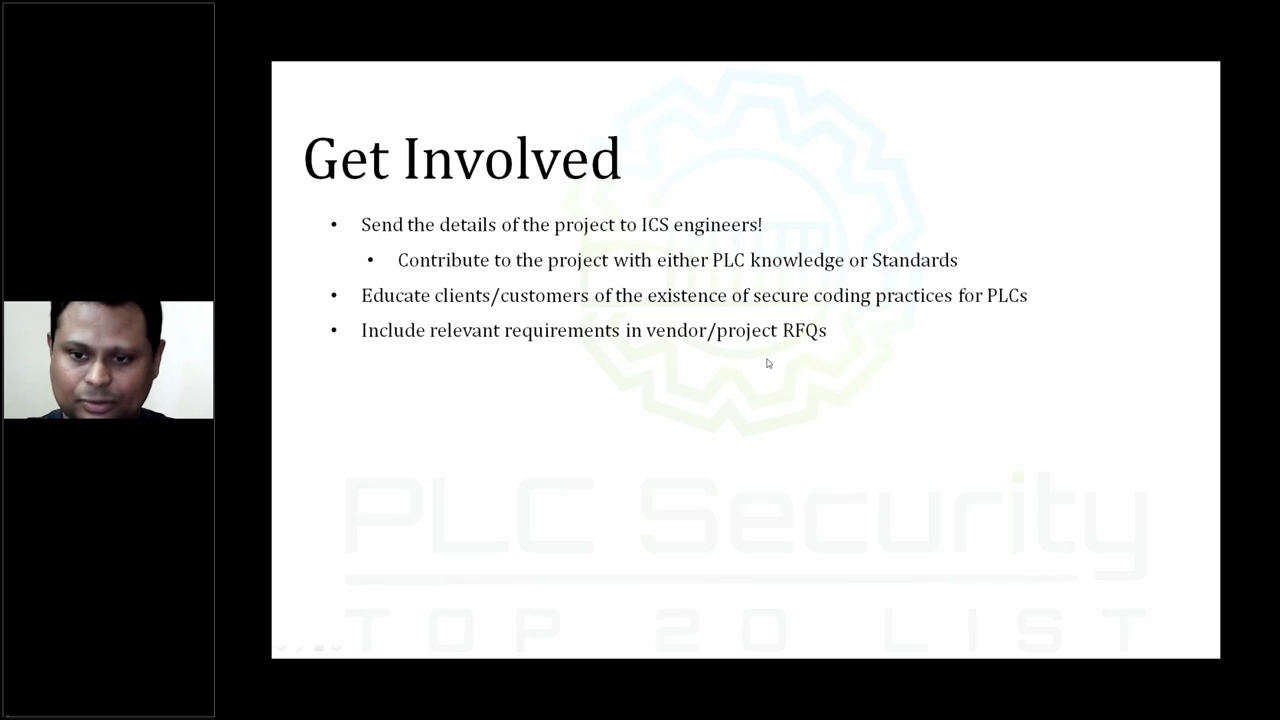 Get Involved
• Send the details of the project to ICS engineers!
• Contribute to the project with either PLC knowledge or Standards
• Educate clients/customers of the existence of secure coding practices for PLCs
• Include relevant requirements in vendor/project RFQs
PLC Security
TOP 20 LIST